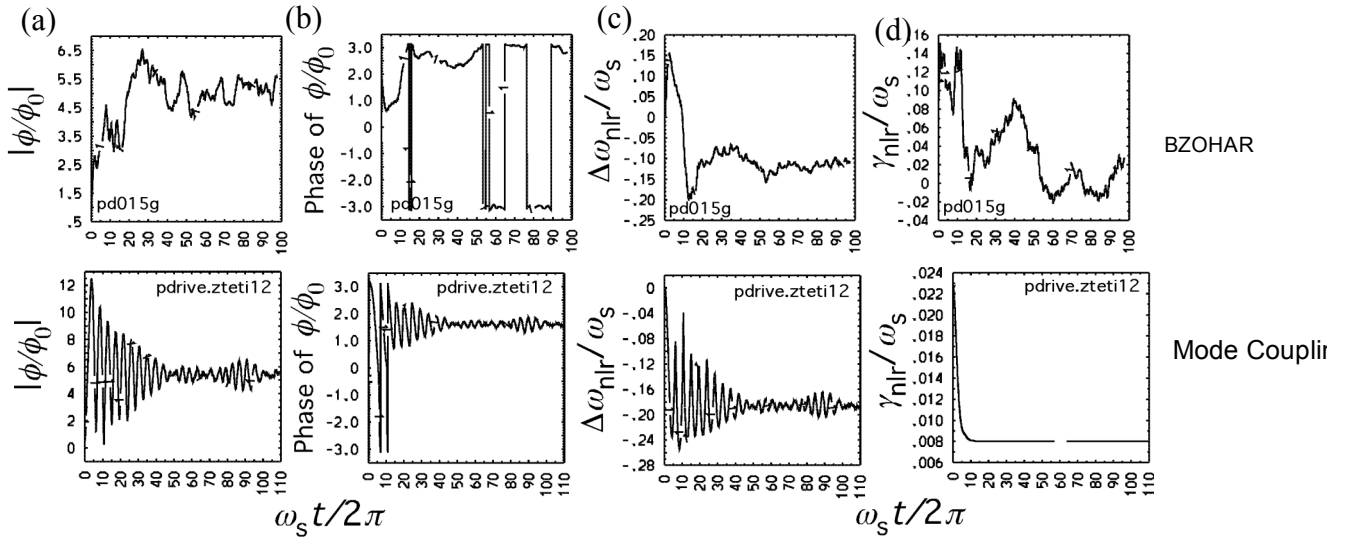 (a)
(b)
(c)
(d)
|ϕ/ϕ0|
6.5
5.5
4.5
3.5
2.5
1.5
.5
pd015g
0 10 20 30 40 50 60 70 80 90 100
Phase of ϕ/ϕ0
3.0
2.0
1.0
0
-1.0
-2.0
-3.0
pd015g
0 10 20 30 40 50 60 70 80 90 100
Δωnlr/ωs
.20
.15
.10
.05
0
-.05
-.10
-.15
-.20
-.25
pd015g
0 10 20 30 40 50 60 70 80 90 100
γnlr/ωs
.16
.14
.12
.10
.08
.06
.04
.02
0
-.02
-.04
pd015g
0 10 20 30 40 50 60 70 80 90 100
BZOHAR
|ϕ/ϕ0|
12
10
8
6
4
2
0
pdrive.zteti12
0 10 20 30 40 50 60 70 80 90 100 110
Phase of ϕ/ϕ0
3.0
2.0
1.0
0
-1.0
-2.0
-3.0
pdrive.zteti12
0 10 20 30 40 50 60 70 80 90 100 110
Δωnlr/ωs
0
-.04
-.08
-.12
-.16
-.20
-.24
-.28
pdrive.zteti12
0 10 20 30 40 50 60 70 80 90 100 110
γnlr/ωs
.024
.022
.020
.018
.016
.014
.012
.010
.008
.006
pdrive.zteti12
0 10 20 30 40 50 60 70 80 90 100 110
Mode Couplin
ωst/2π
ωst/2π